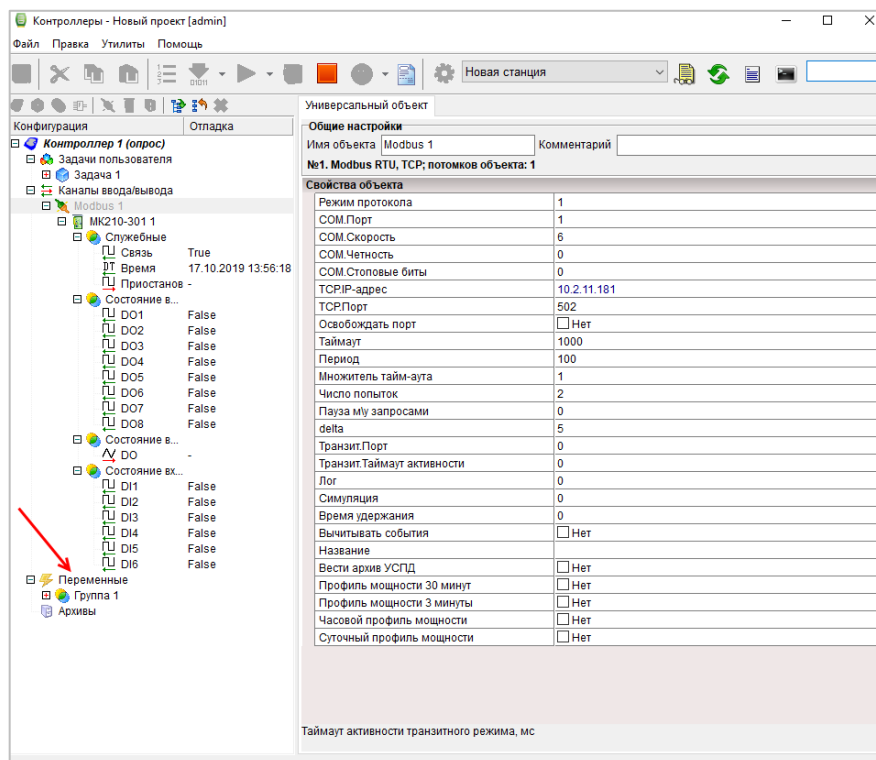 Контроллеры - Новый проект [admin]
Файл Правка Утилиты Помощь
Новая станция
Конфигурация Отладка
Контроллер 1 (опрос)
Задачи пользователя
Задача 1
Каналы ввода/вывода
Modbus 1
МК210-301 1
Служебные
Связь True
Время 17.10.2019 13:56:18
Приостанов -
Состояние в...
DO1 False
DO2 False
DO3 False
DO4 False
DO5 False
DO6 False
DO7 False
DO8 False
Состояние в...
DO -
Состояние вх...
DI1 False
DI2 False
DI3 False
DI4 False
DI5 False
DI6 False
Переменные
Группа 1
Архивы
Универсальный объект
Общие настройки
Имя объекта Modbus 1 Комментарий
№1. Modbus RTU, TCP; потомков объекта: 1
Свойства объекта
Режим протокола 1
COM.Порт 1
COM.Скорость 6
COM.Четность 0
COM.Стоповые биты 0
TCP.IP-адрес 10.2.11.181
TCP.Порт 502
Освобождать порт Нет
Таймаут 1000
Период 100
Множитель тайм-аута 1
Число попыток 2
Пауза м\у запросами 0
delta 5
Транзит.Порт 0
Транзит.Таймаут активности 0
Лог 0
Симуляция 0
Время удержания 0
Вычитывать события Нет
Название
Вести архив УСПД Нет
Профиль мощности 30 минут Нет
Профиль мощности 3 минуты Нет
Часовой профиль мощности Нет
Суточный профиль мощности Нет
Таймаут активности транзитного режима, мс